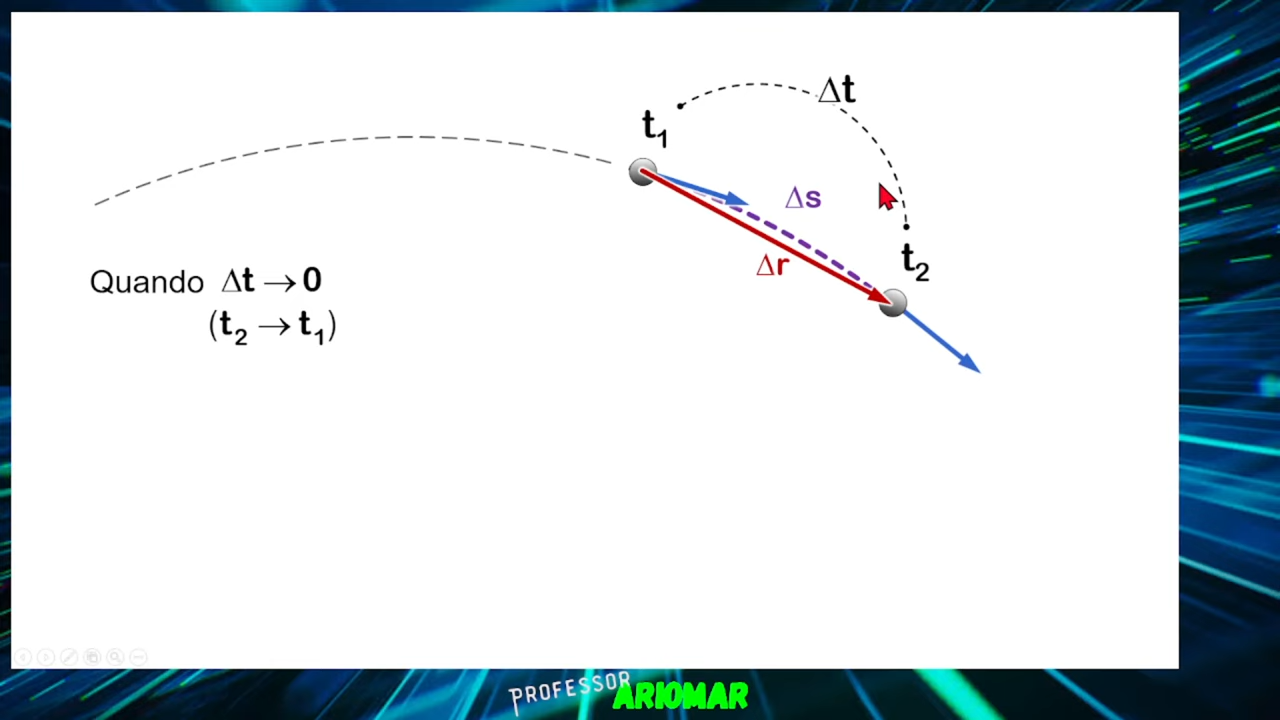 Δt
t₁
Δs
t₂
Δr
Quando Δt → 0
(t₂ → t₁)
PROFESSOR ARIOMAR